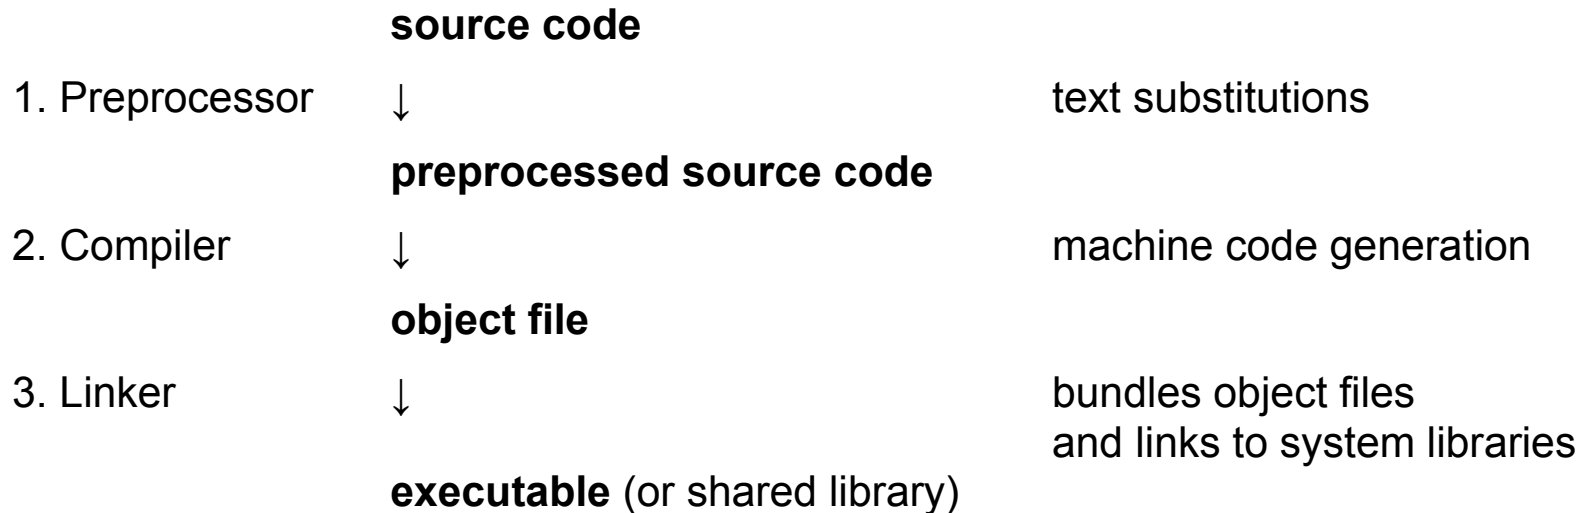 source code
1. Preprocessor ↓ text substitutions
preprocessed source code
2. Compiler ↓ machine code generation
object file
3. Linker ↓ bundles object files
and links to system libraries
executable (or shared library)